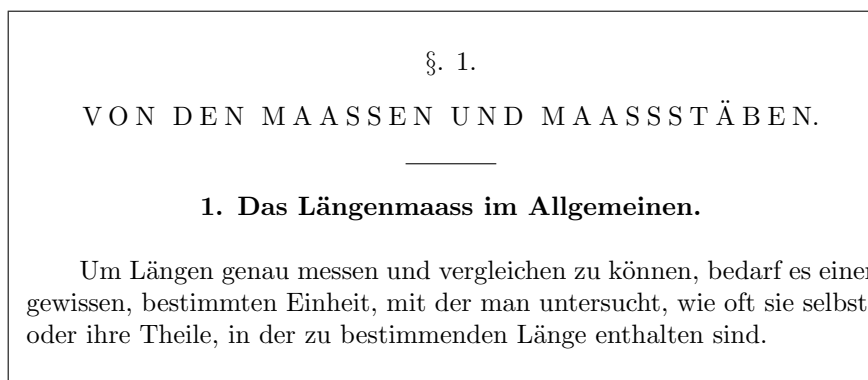 §. 1.
VON DEN MAASSEN UND MAASSSTÄBEN.
1. Das Längenmaass im Allgemeinen.
Um Längen genau messen und vergleichen zu können, bedarf es einer
gewissen, bestimmten Einheit, mit der man untersucht, wie oft sie selbst,
oder ihre Theile, in der zu bestimmenden Länge enthalten sind.